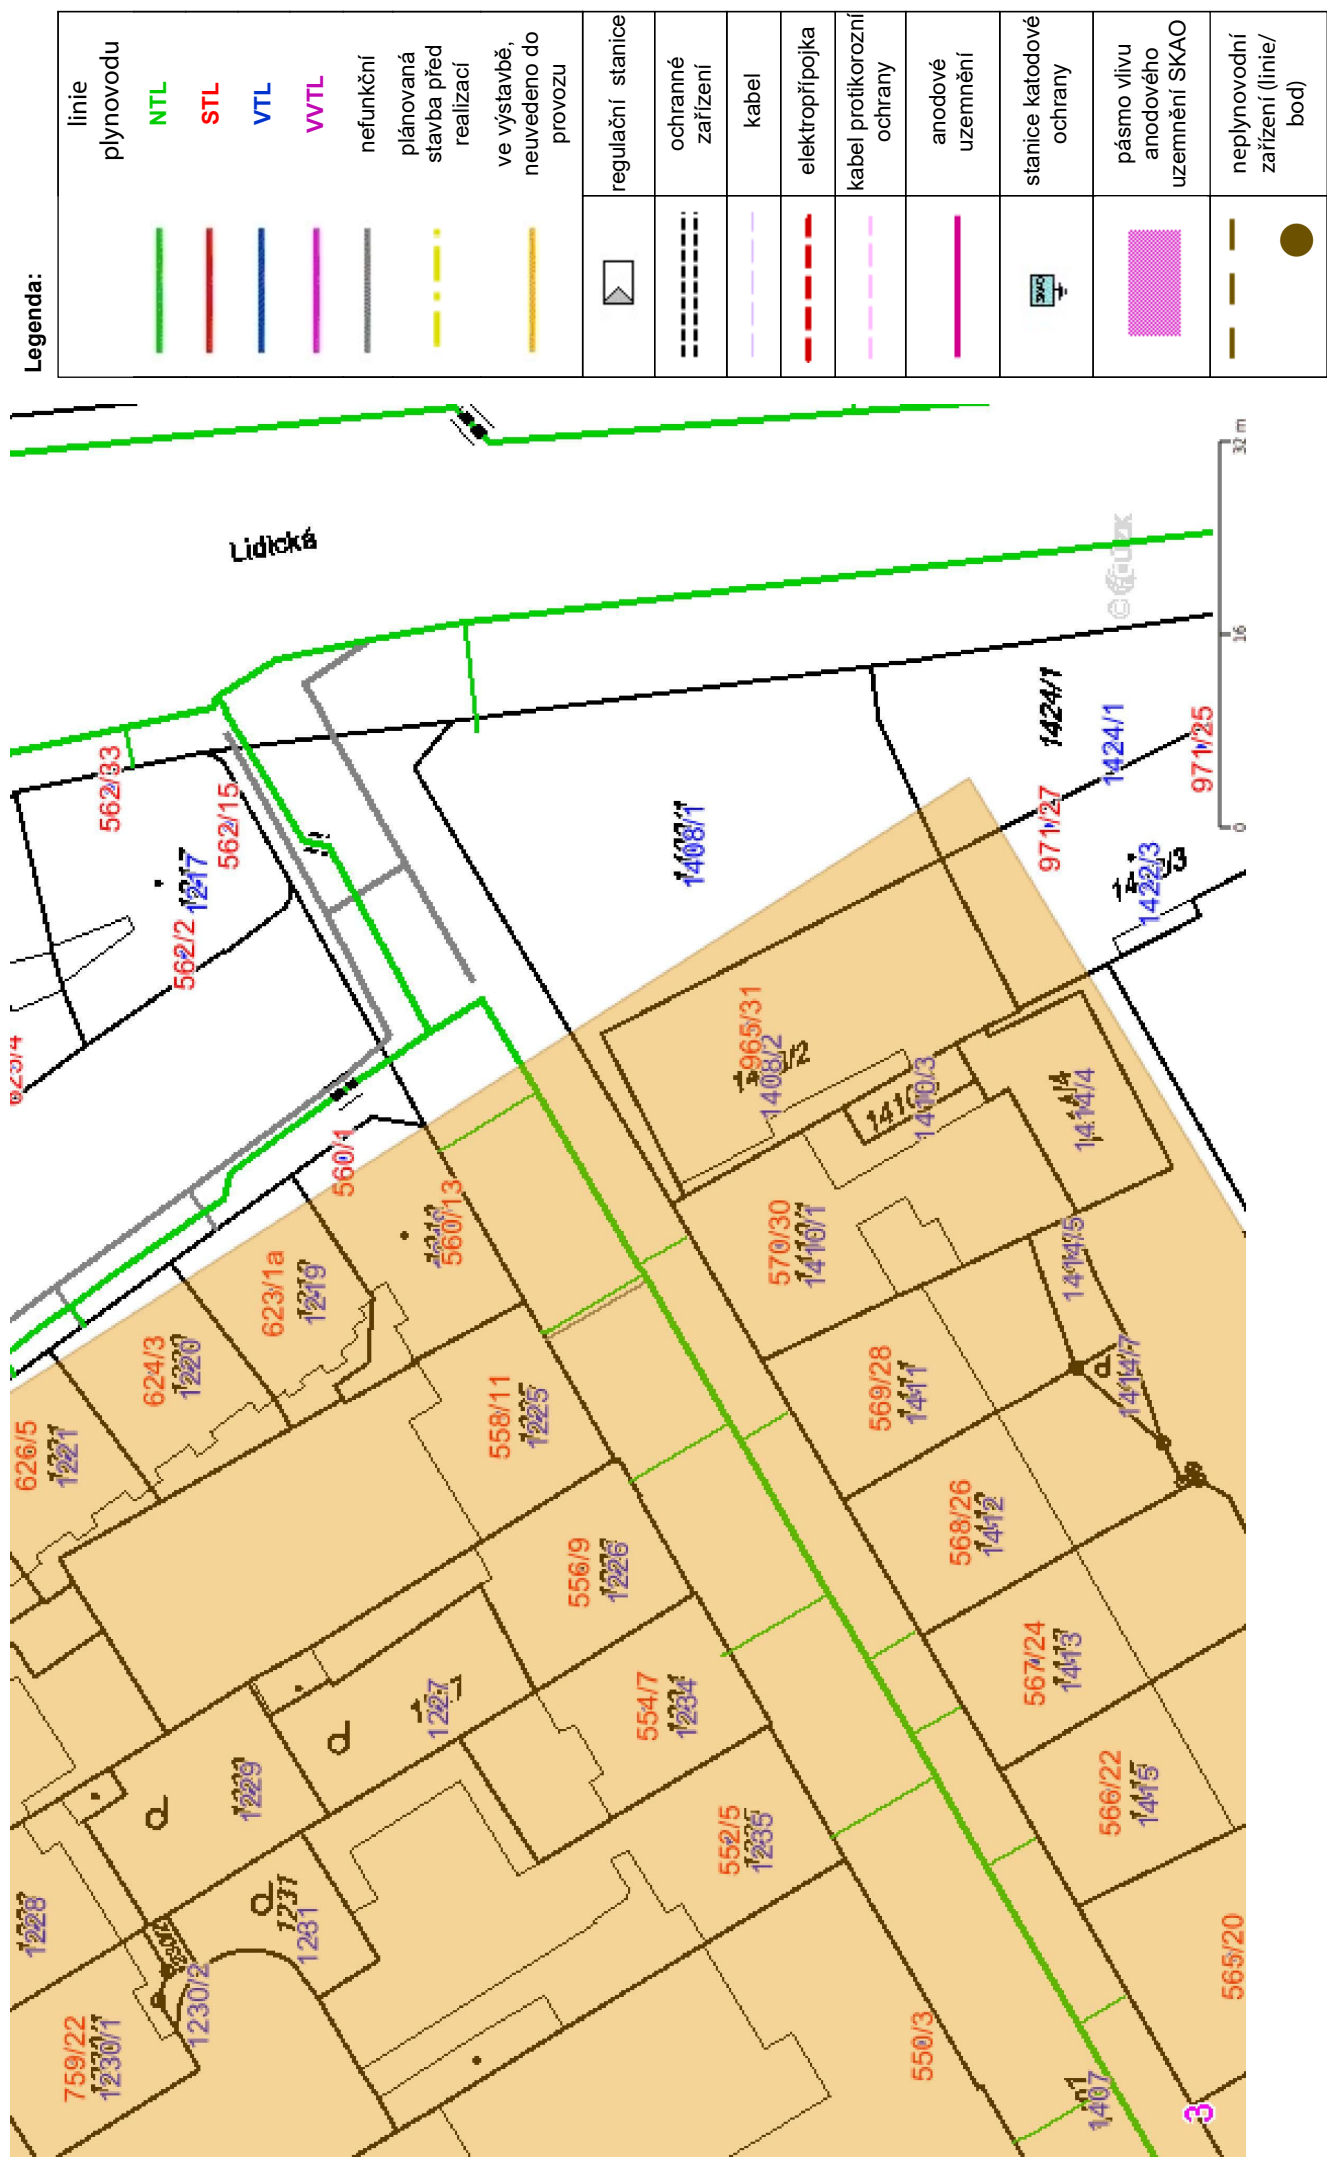 Legenda:
linie
plynovodu
NTL
STL
VTL
VVTL
nefunkční
plánovaná
stavba před
realizací
ve výstavbě,
neuvedeno do
provozu
regulační stanice
ochranné
zařízení
kabel
elektropřípojka
kabel protikorozní
ochrany
anodové
uzemnění
stanice katodové
ochrany
SKAO
pásmo vlivu
anodového
uzemnění SKAO
neplynovodní
zařízení (linie/
bod)
Lidická
0
16
32 m
562/33
562/15
1217
562/2
1408/1
1424/1
1424/1
971/25
971/27
1422/3
560/1
560/13
965/31
1408/2
1410/3
1414/4
623/1a
1219
624/3
1220
626/5
1221
570/30
1410/1
1414/5
1414/7
569/28
1411
558/11
1225
568/26
1412
556/9
1226
567/24
1413
554/7
1234
1227
566/22
1415
552/5
1235
1229
1228
1231
1231
565/20
759/22
1230/1
1230/2
550/3
1407
3